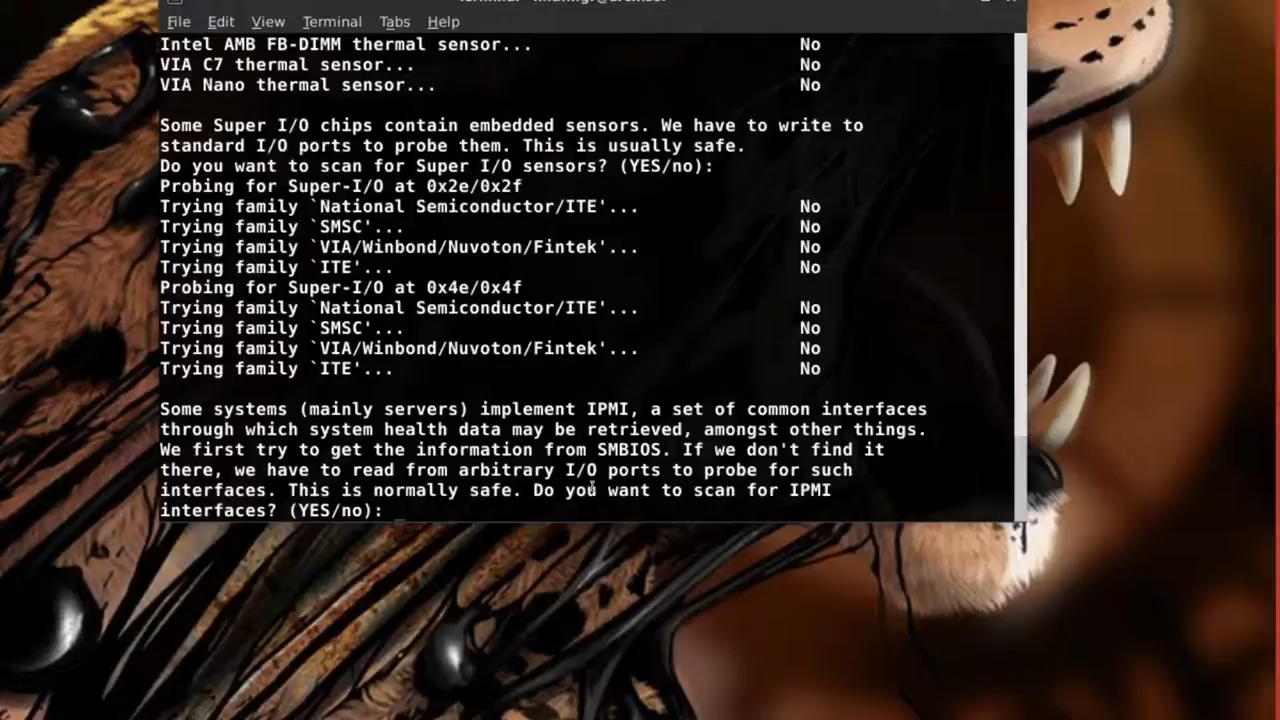 File Edit View Terminal Tabs Help
Intel AMB FB-DIMM thermal sensor... No
VIA C7 thermal sensor... No
VIA Nano thermal sensor... No
Some Super I/O chips contain embedded sensors. We have to write to
standard I/O ports to probe them. This is usually safe.
Do you want to scan for Super I/O sensors? (YES/no):
Probing for Super-I/O at 0x2e/0x2f
Trying family `National Semiconductor/ITE'... No
Trying family `SMSC'... No
Trying family `VIA/Winbond/Nuvoton/Fintek'... No
Trying family `ITE'... No
Probing for Super-I/O at 0x4e/0x4f
Trying family `National Semiconductor/ITE'... No
Trying family `SMSC'... No
Trying family `VIA/Winbond/Nuvoton/Fintek'... No
Trying family `ITE'... No
Some systems (mainly servers) implement IPMI, a set of common interfaces
through which system health data may be retrieved, amongst other things.
We first try to get the information from SMBIOS. If we don't find it
there, we have to read from arbitrary I/O ports to probe for such
interfaces. This is normally safe. Do you want to scan for IPMI
interfaces? (YES/no):